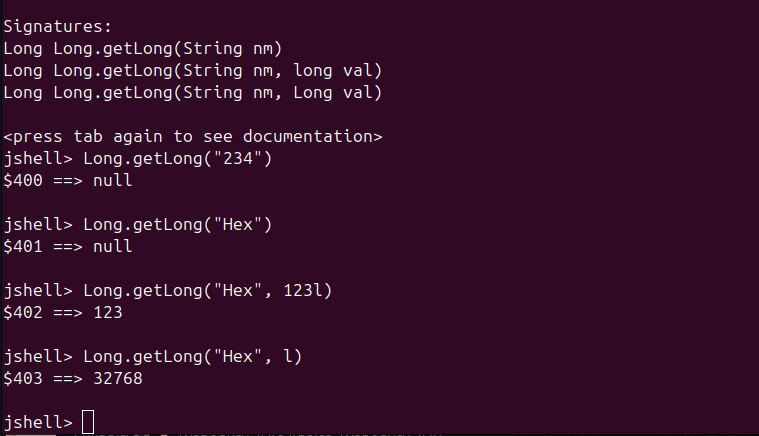 Signatures:
Long Long.getLong(String nm)
Long Long.getLong(String nm, long val)
Long Long.getLong(String nm, Long val)
<press tab again to see documentation>
jshell> Long.getLong("234")
$400 ==> null
jshell> Long.getLong("Hex")
$401 ==> null
jshell> Long.getLong("Hex", 123l)
$402 ==> 123
jshell> Long.getLong("Hex", l)
$403 ==> 32768
jshell>